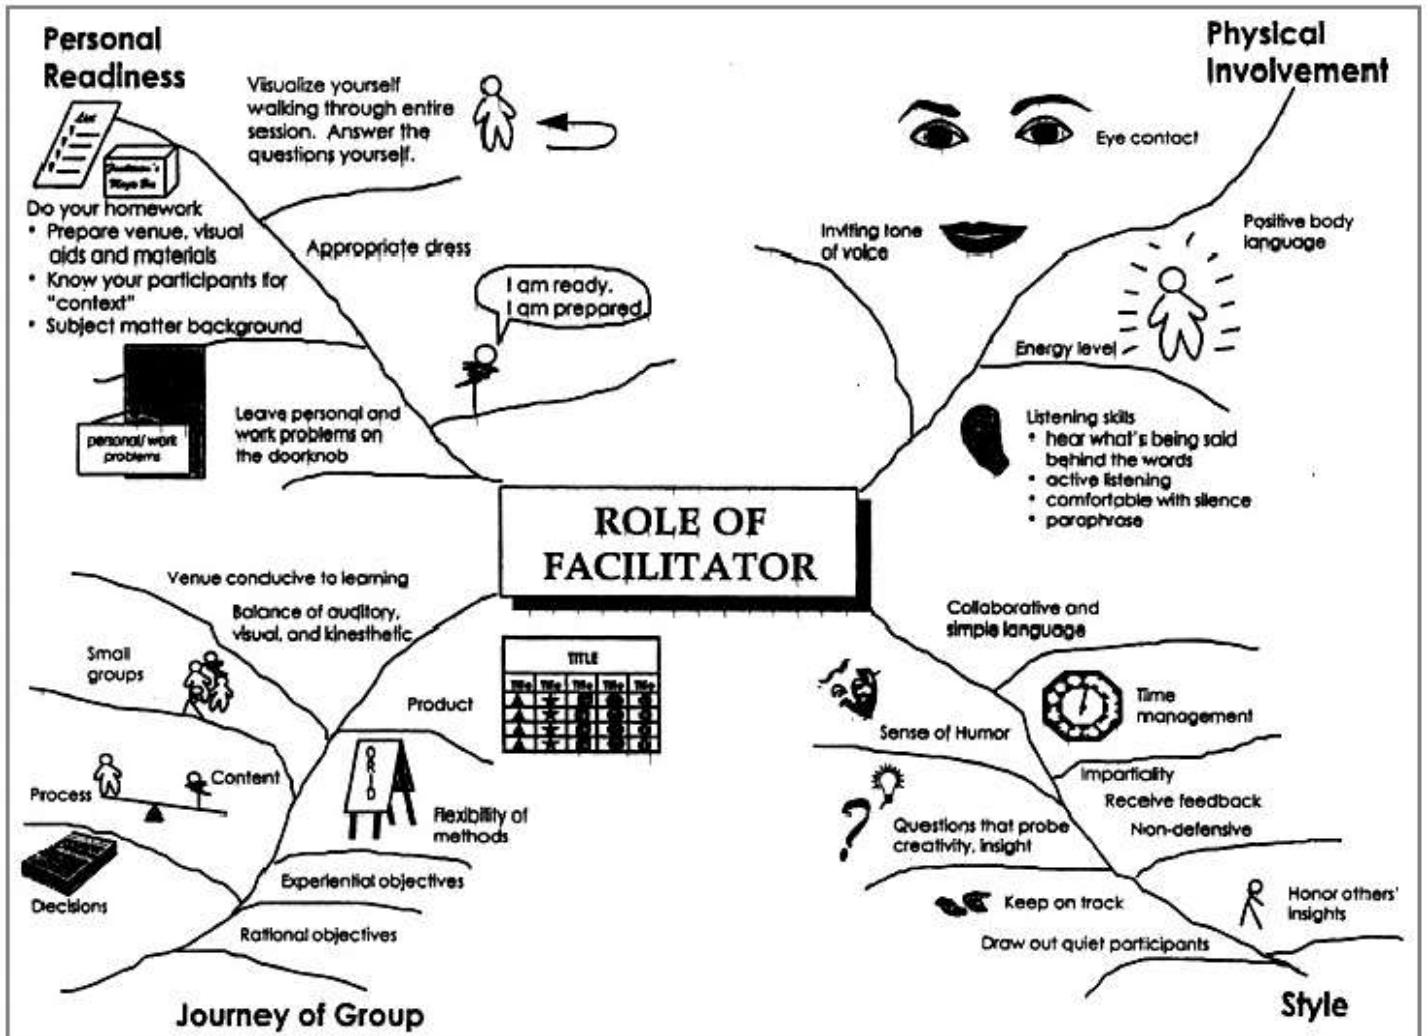 Personal
Readiness
List
Do your homework
• Prepare venue, visual
aids and materials
• Know your participants for
"context"
• Subject matter background
Visualize yourself
walking through entire
session. Answer the
questions yourself.
Appropriate dress
I am ready.
I am prepared
personal/work
problems
Leave personal and
work problems on
the doorknob
Physical
Involvement
Eye contact
Inviting tone
of voice
Positive body
language
Energy level
Listening skills
• hear what's being said
behind the words
• active listening
• comfortable with silence
• paraphrase
ROLE OF
FACILITATOR
Venue conducive to learning
Balance of auditory,
visual, and kinesthetic
Small
groups
Product
TITLE
Title Title Title Title Title
Content
Process
ORID
Flexibility of
methods
Decisions
Experiential objectives
Rational objectives
Journey of Group
Collaborative and
simple language
Time
management
Sense of Humor
Impartiality
Receive feedback
Non-defensive
Questions that probe
creativity, insight
Keep on track
Honor others'
insights
Draw out quiet participants
Style